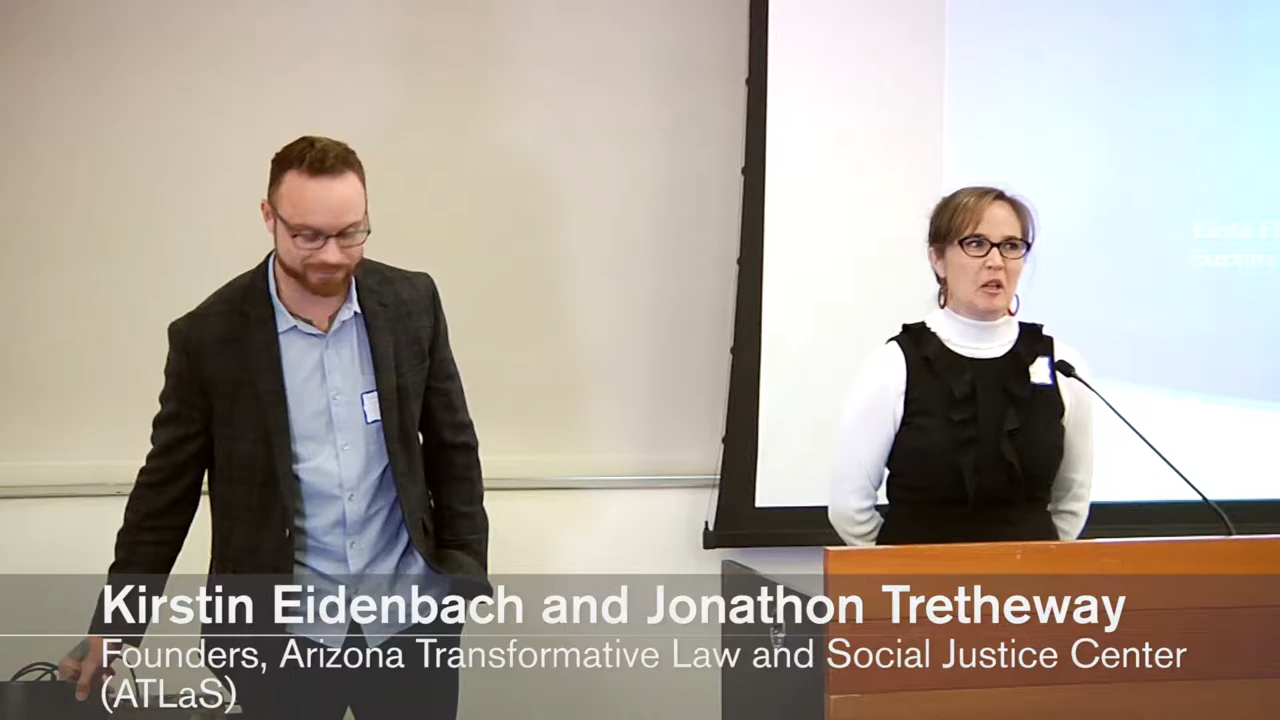 Kirstin Eidenbach and Jonathon Tretheway
Founders, Arizona Transformative Law and Social Justice Center
(ATLaS)